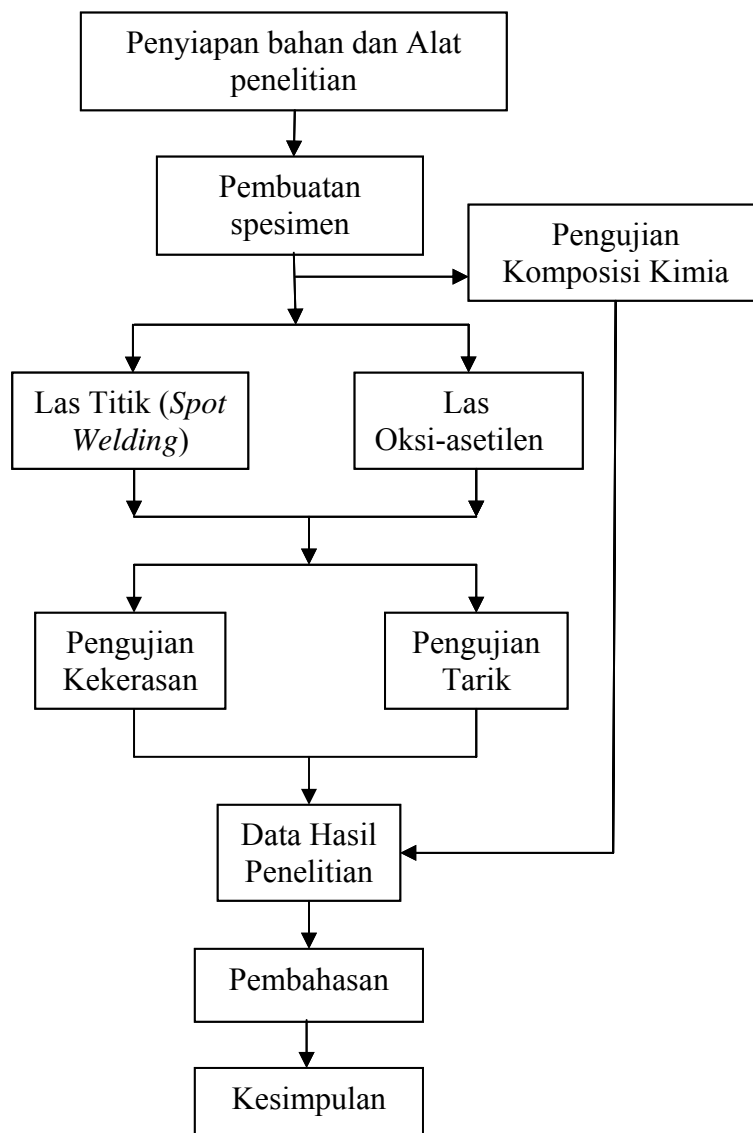 Penyiapan bahan dan Alat
penelitian
Pembuatan
spesimen
Pengujian
Komposisi Kimia
Las Titik (Spot
Welding)
Las
Oksi-asetilen
Pengujian
Kekerasan
Pengujian
Tarik
Data Hasil
Penelitian
Pembahasan
Kesimpulan